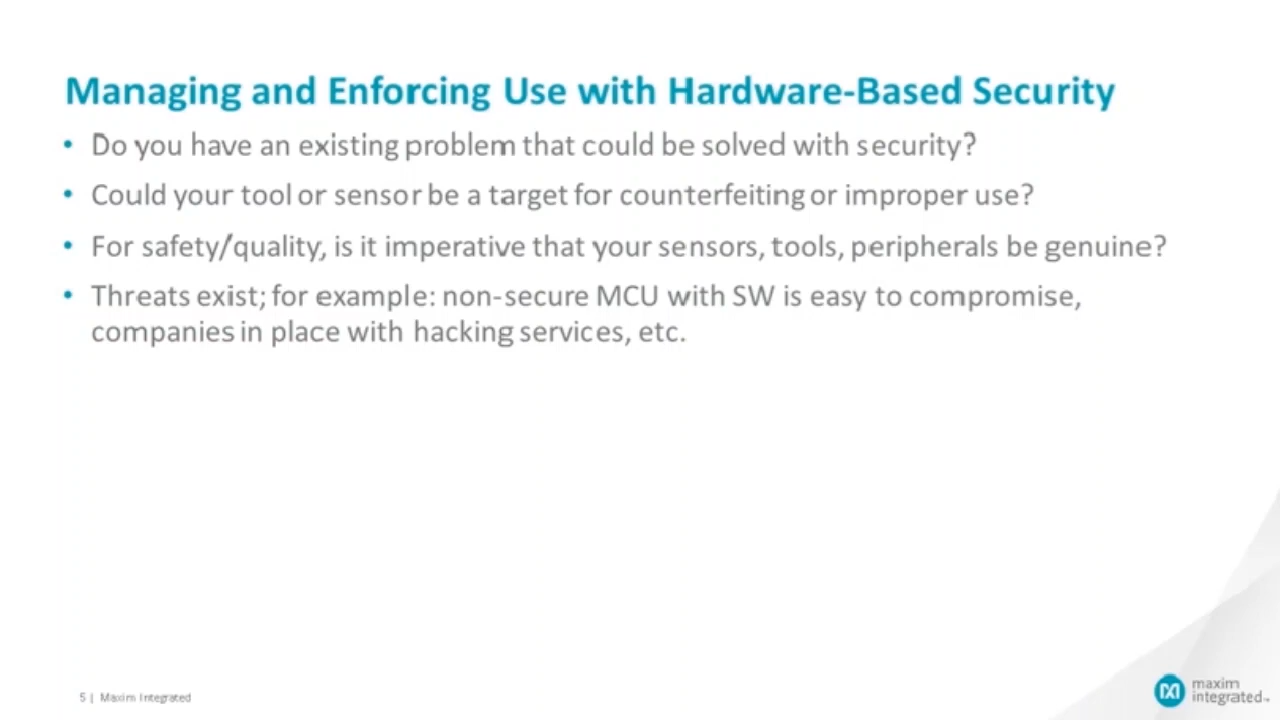 Managing and Enforcing Use with Hardware-Based Security
• Do you have an existing problem that could be solved with security?
• Could your tool or sensor be a target for counterfeiting or improper use?
• For safety/quality, is it imperative that your sensors, tools, peripherals be genuine?
• Threats exist; for example: non-secure MCU with SW is easy to compromise,
companies in place with hacking services, etc.
5 | Maxim Integrated
maxim
integrated™